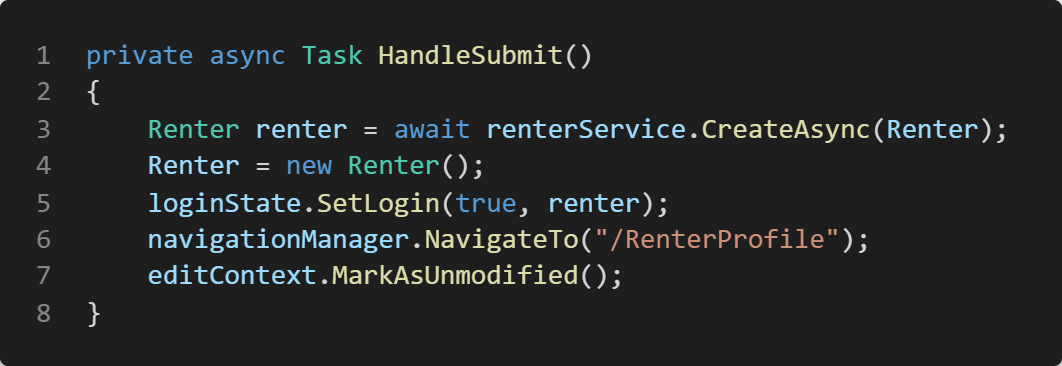 1 private async Task HandleSubmit()
2 {
3     Renter renter = await renterService.CreateAsync(Renter);
4     Renter = new Renter();
5     loginState.SetLogin(true, renter);
6     navigationManager.NavigateTo("/RenterProfile");
7     editContext.MarkAsUnmodified();
8 }